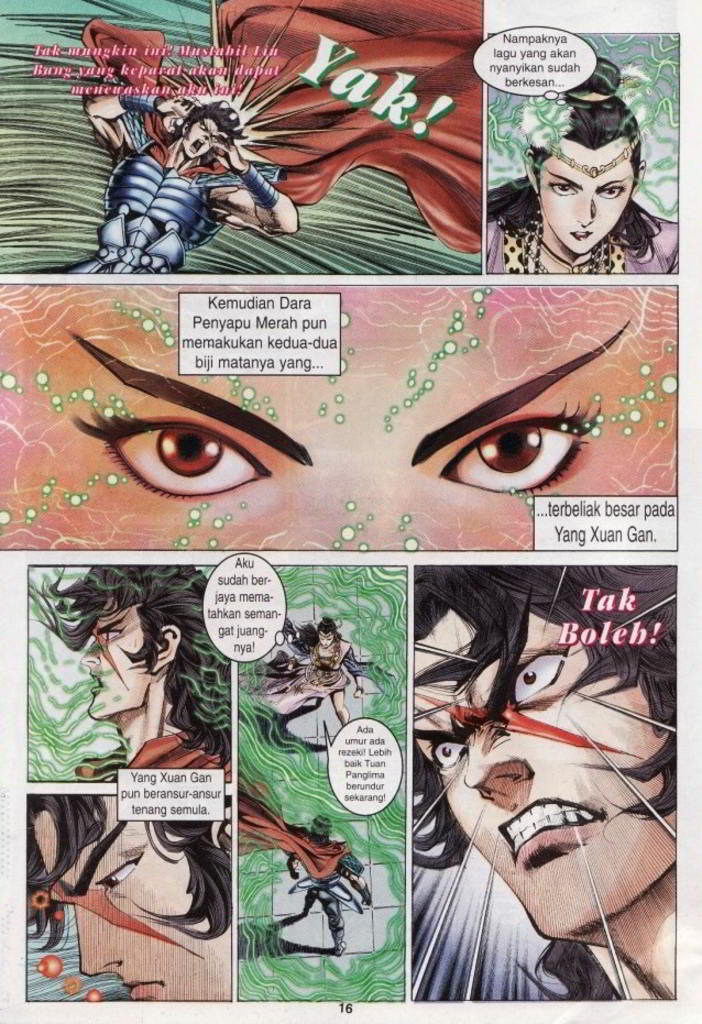 Tak mungkin ini! Mustahil Liu
Bang yang keparat akan dapat
menewaskan aku ini!
Yak!
Nampaknya
lagu yang akan
nyanyikan sudah
berkesan...
Kemudian Dara
Penyapu Merah pun
memakukan kedua-dua
biji matanya yang...
...terbeliak besar pada
Yang Xuan Gan.
Aku
sudah ber-
jaya mema-
tahkan seman-
gat juang-
nya!
Ada
umur ada
rezeki! Lebih
baik Tuan
Panglima
berundur
sekarang!
Yang Xuan Gan
pun beransur-ansur
tenang semula.
Tak
Boleh!
16